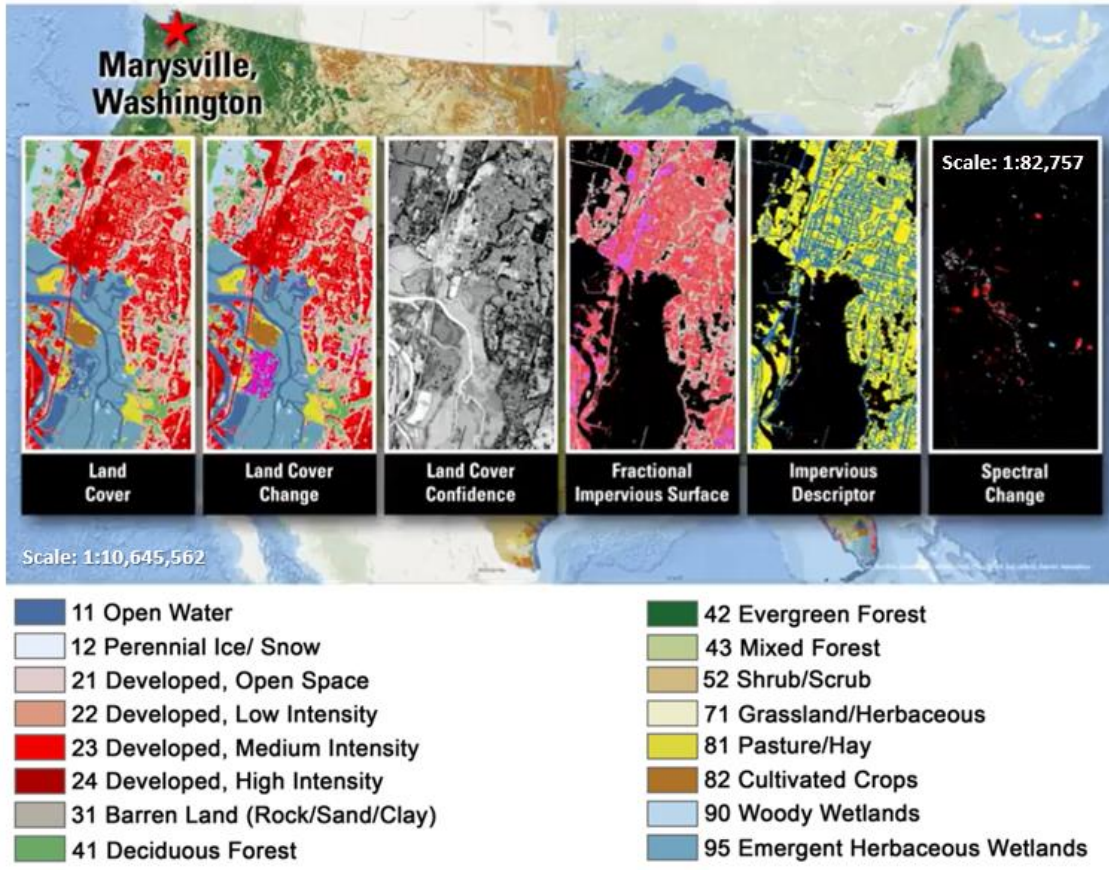 Marysville,
Washington
Scale: 1:82,757
Land
Cover
Land Cover
Change
Land Cover
Confidence
Fractional
Impervious Surface
Impervious
Descriptor
Spectral
Change
Scale: 1:10,645,562
11 Open Water
12 Perennial Ice/ Snow
21 Developed, Open Space
22 Developed, Low Intensity
23 Developed, Medium Intensity
24 Developed, High Intensity
31 Barren Land (Rock/Sand/Clay)
41 Deciduous Forest
42 Evergreen Forest
43 Mixed Forest
52 Shrub/Scrub
71 Grassland/Herbaceous
81 Pasture/Hay
82 Cultivated Crops
90 Woody Wetlands
95 Emergent Herbaceous Wetlands